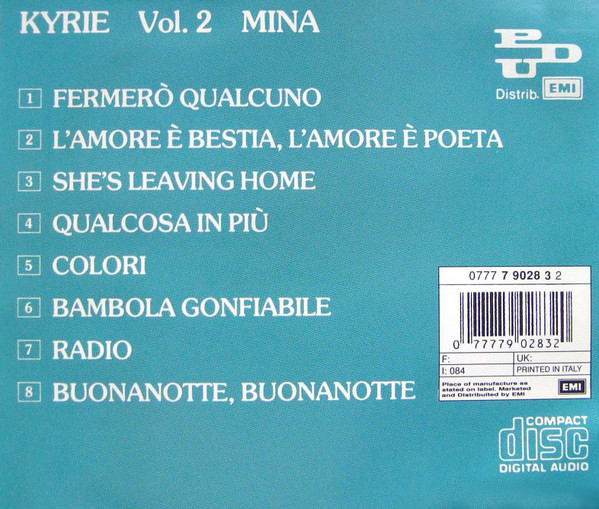 KYRIE Vol. 2 MINA
PDU
Distrib. EMI
1 FERMERÒ QUALCUNO
2 L'AMORE È BESTIA, L'AMORE È POETA
3 SHE'S LEAVING HOME
4 QUALCOSA IN PIÙ
5 COLORI
6 BAMBOLA GONFIABILE
7 RADIO
8 BUONANOTTE, BUONANOTTE
0777 7 9028 3 2
0 77779 02832
F: UK:
I: 084 PRINTED IN ITALY
Place of manufacture as
stated on label. Marketed
and Distribuited by EMI
EMI
COMPACT
disc
DIGITAL AUDIO